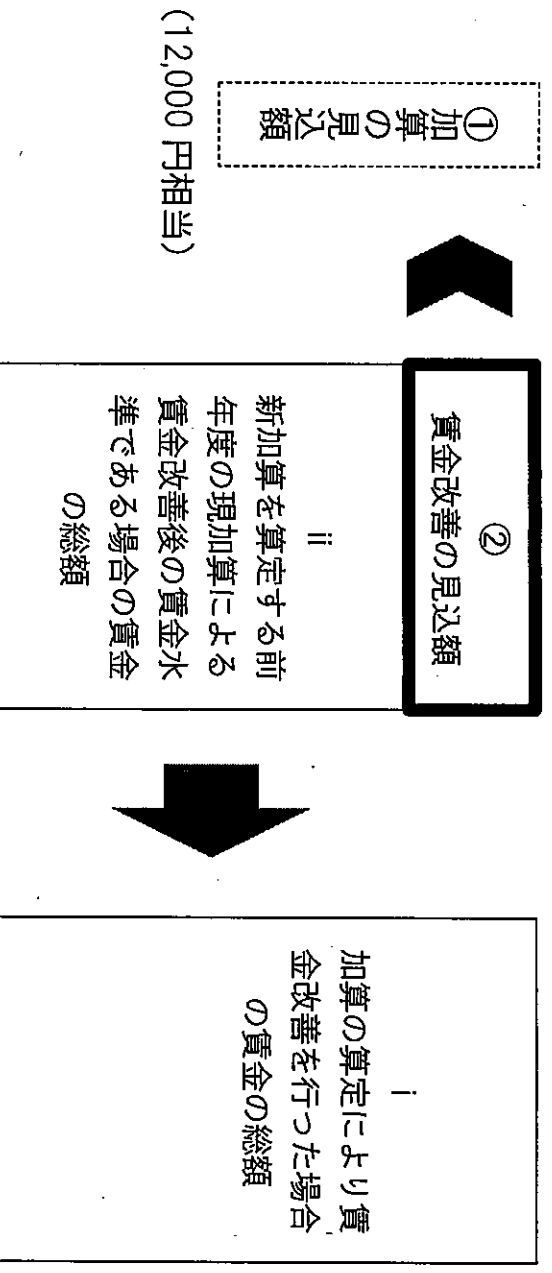 ①
加算の見込額
(12,000 円相当)
②
賃金改善の見込額
ii
新加算を算定する前
年度の現加算による
賃金改善後の賃金水
準である場合の賃金
の総額
i
加算の算定により賃
金改善を行った場合
の賃金の総額